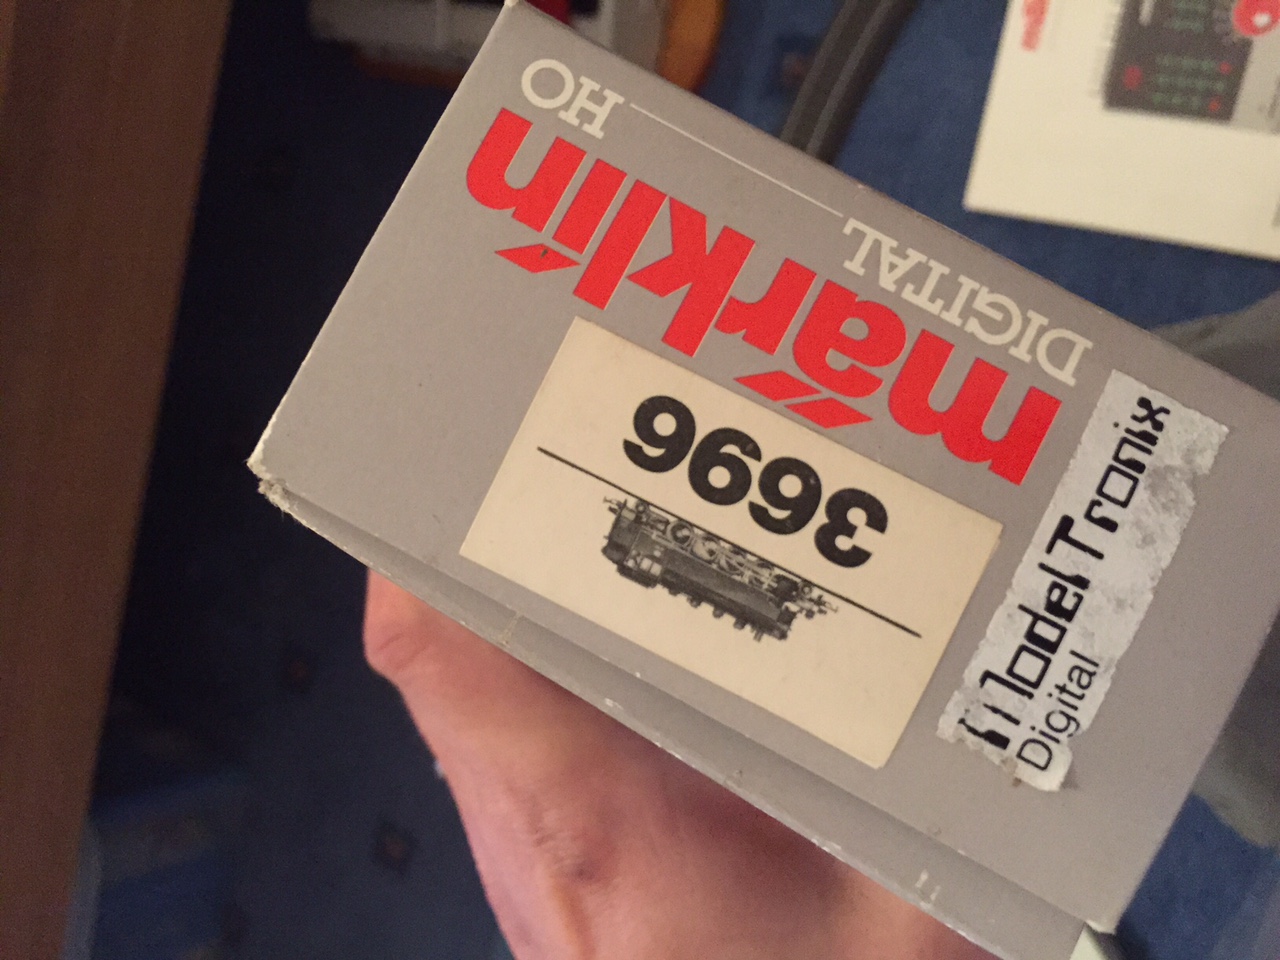 3696
märklin
DIGITAL HO
ModelTronix
Digital